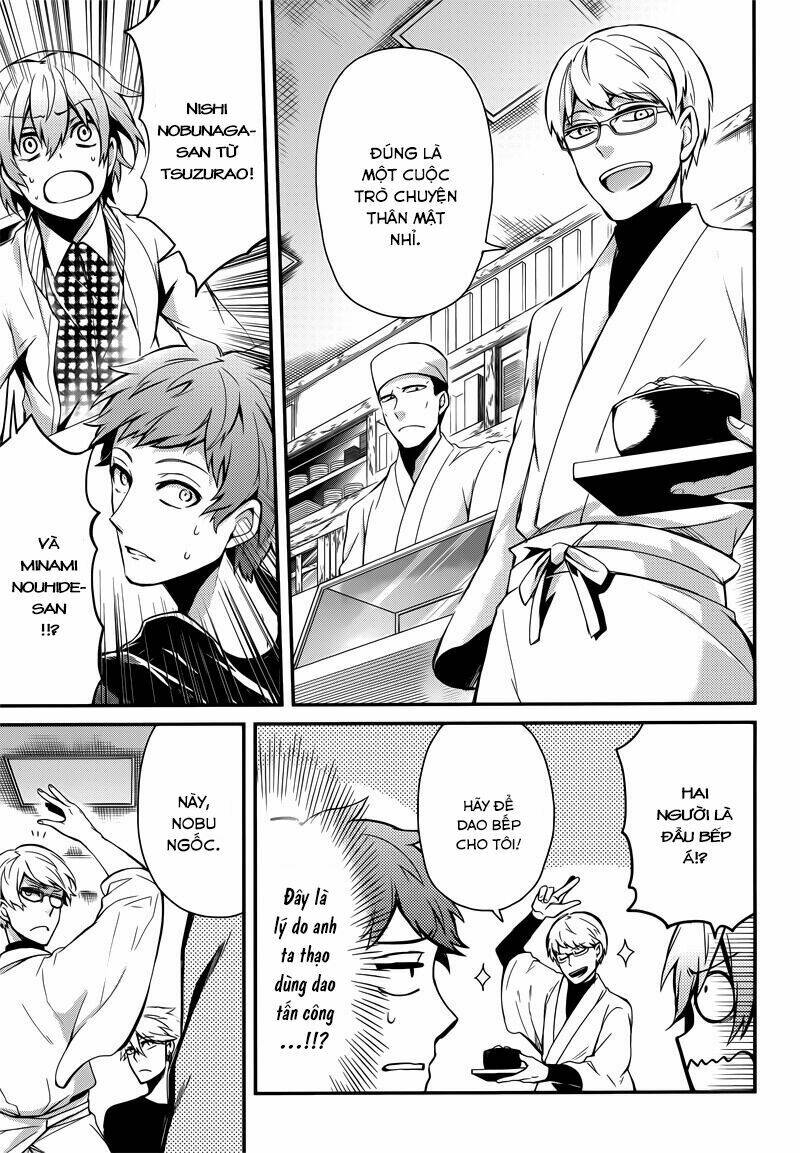 ĐÚNG LÀ
MỘT CUỘC
TRÒ CHUYỆN
THÂN MẬT
NHỈ.
NISHI
NOBUNAGA-
SAN TỪ
TSUZURAO!
VÀ
MINAMI
NOUHIDE-
SAN
!!?
HAI
NGƯỜI LÀ
ĐẦU BẾP
Á!?
HÃY ĐỂ
DAO BẾP
CHO TÔI!
Đây là
lý do anh
ta thạo
dùng dao
tấn công
...!!?
NÀY,
NOBU
NGỐC.